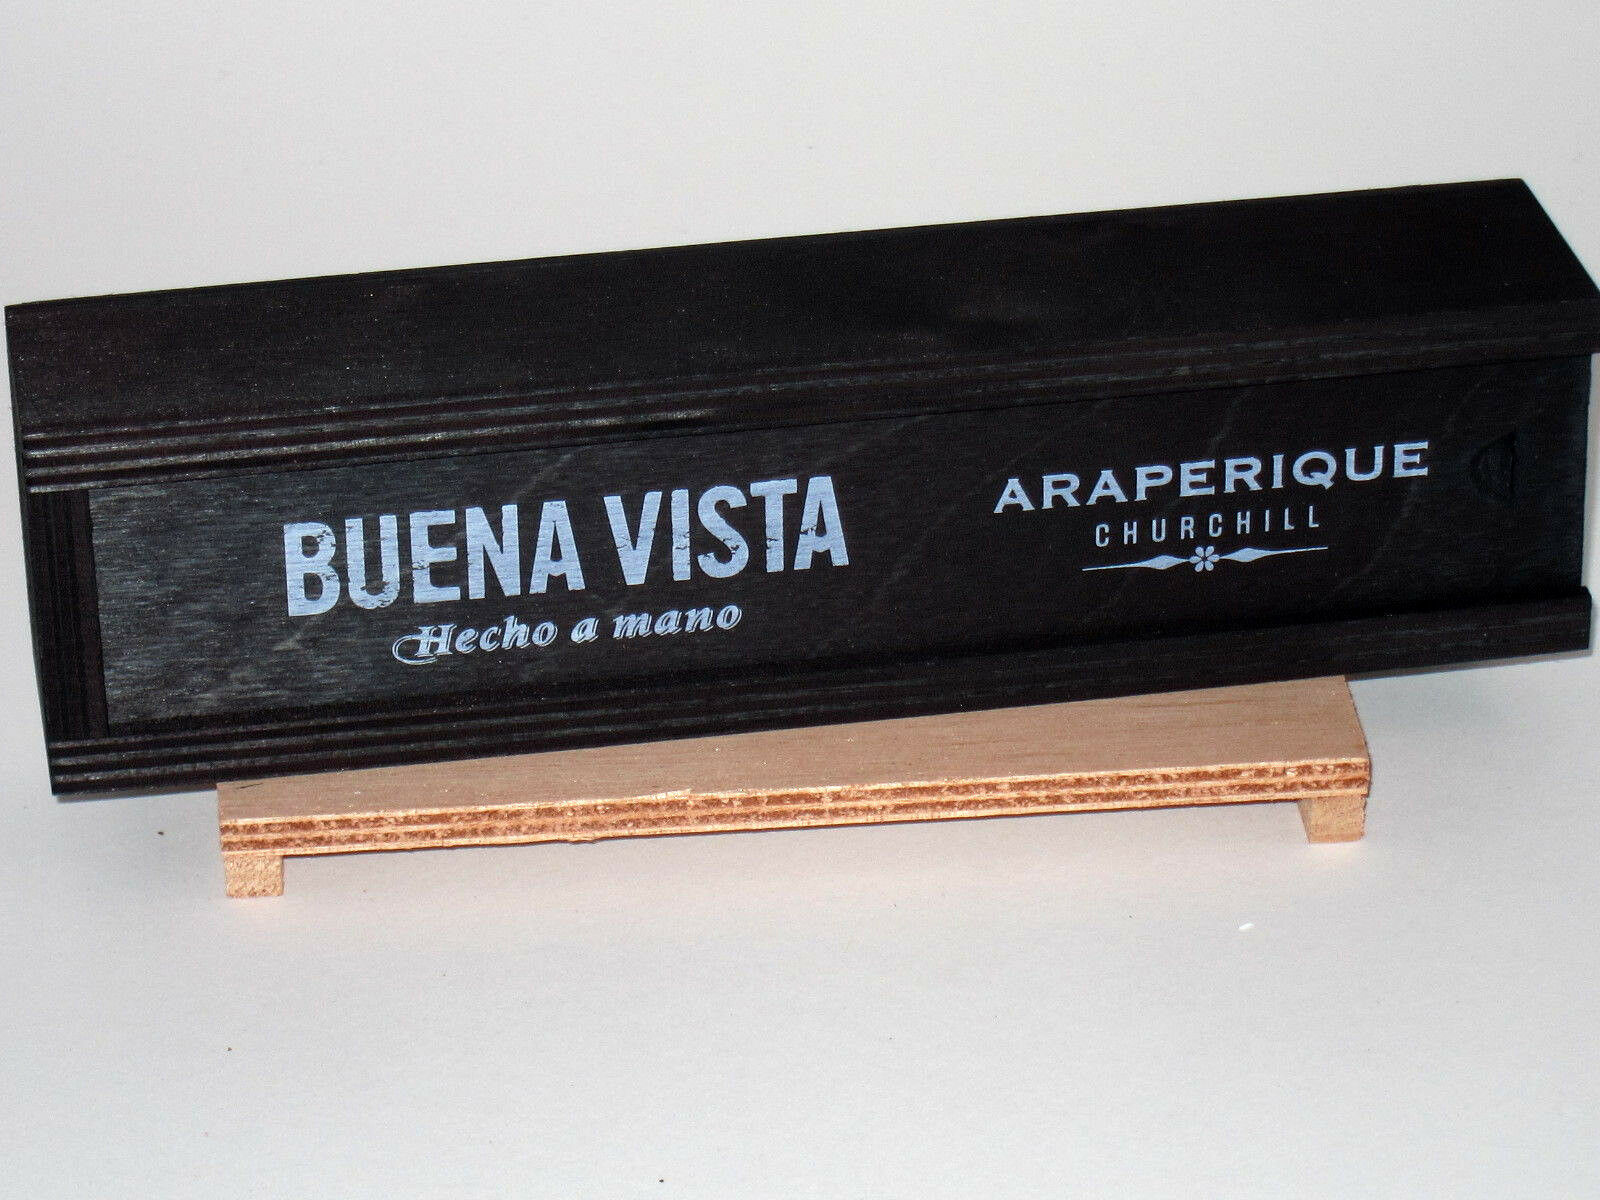 BUENA VISTA
Hecho a mano
ARAPERIQUE
CHURCHILL